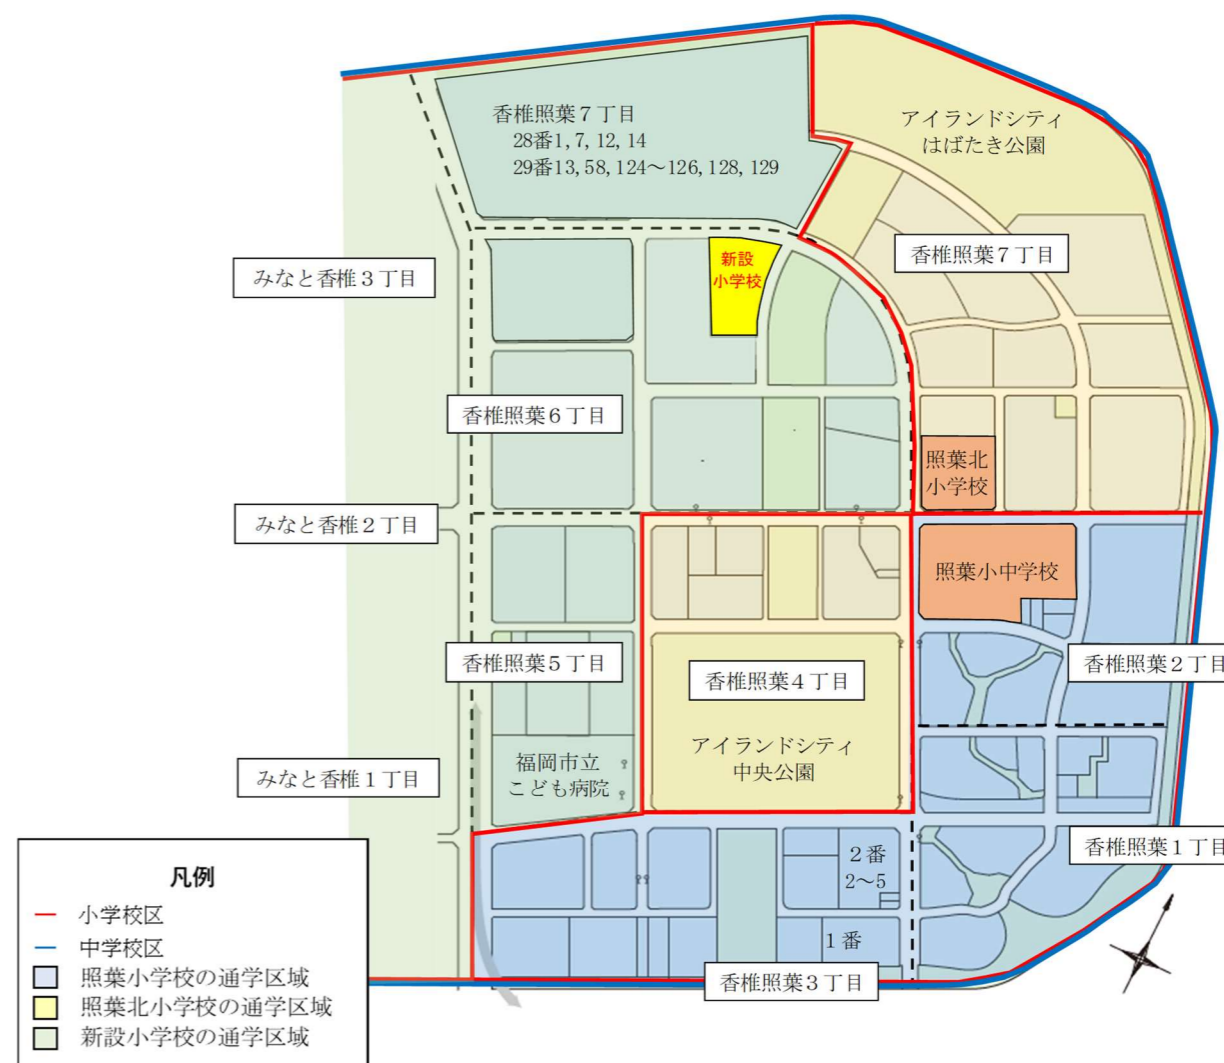 香椎照葉７丁目
28番1, 7, 12, 14
29番13, 58, 124～126, 128, 129
アイランドシティ
はばたき公園
新設
小学校
香椎照葉７丁目
みなと香椎３丁目
香椎照葉６丁目
照葉北
小学校
みなと香椎２丁目
照葉小中学校
香椎照葉５丁目
香椎照葉４丁目
香椎照葉２丁目
アイランドシティ
中央公園
福岡市立
こども病院
みなと香椎１丁目
２番
2～5
香椎照葉１丁目
１番
香椎照葉３丁目
凡例
小学校区
中学校区
照葉小学校の通学区域
照葉北小学校の通学区域
新設小学校の通学区域